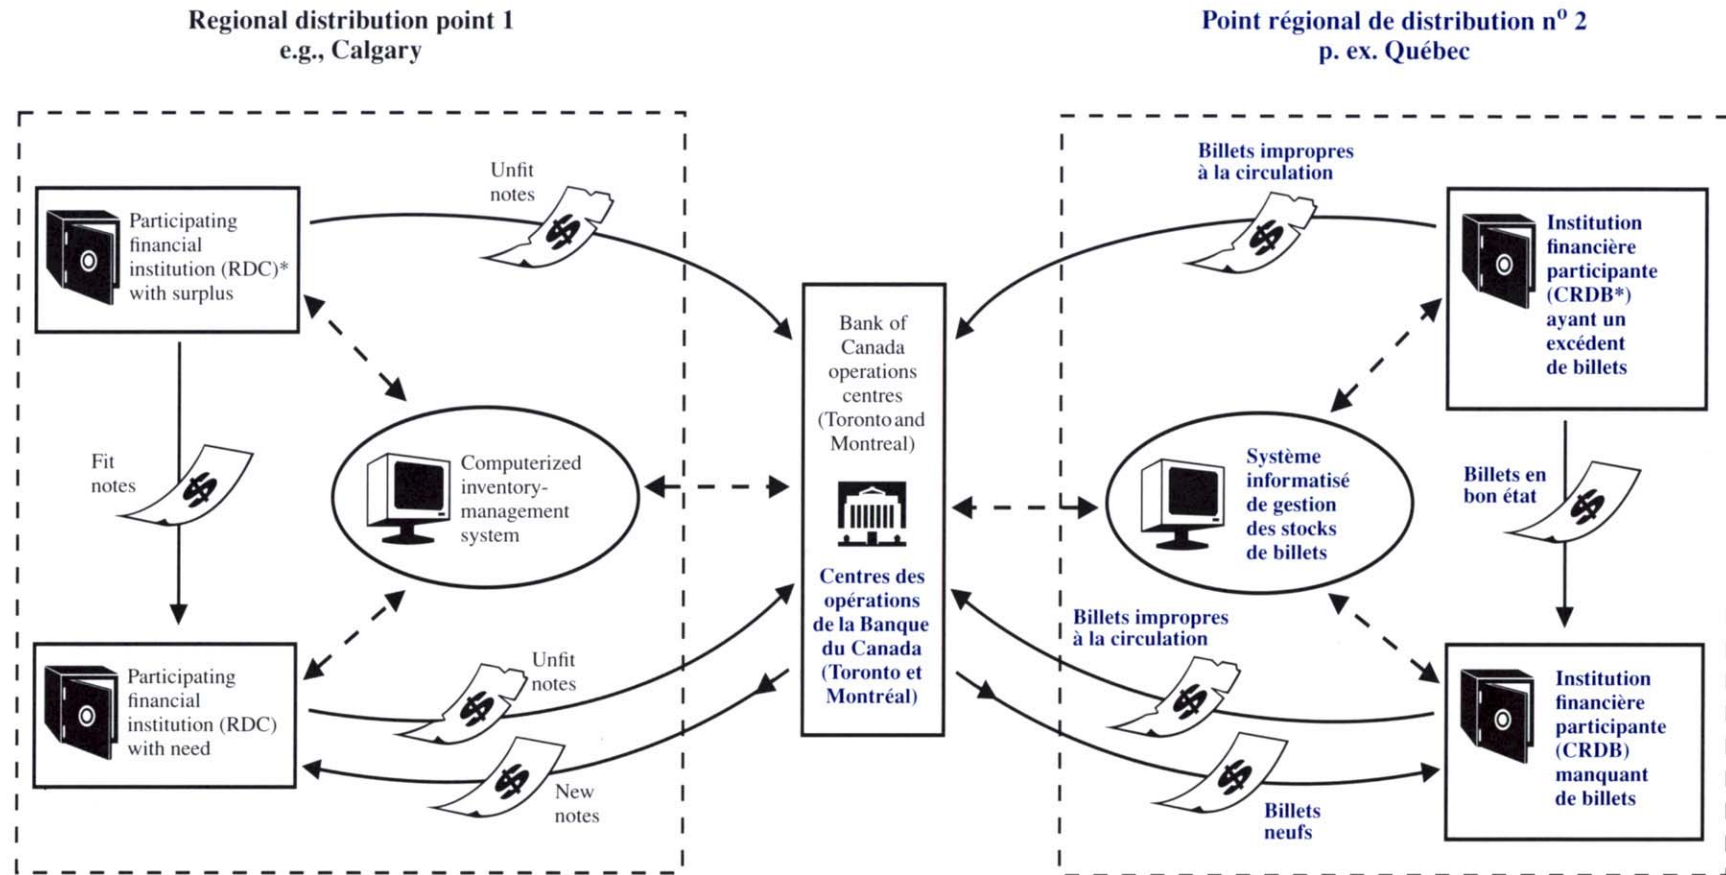 Regional distribution point 1
e.g., Calgary
Point régional de distribution nº 2
p. ex. Québec
Unfit
notes
Participating
financial
institution (RDC)*
with surplus
Fit
notes
Computerized
inventory-
management
system
Participating
financial
institution (RDC)
with need
Unfit
notes
New
notes
Bank of
Canada
operations
centres
(Toronto and
Montreal)
Centres des
opérations
de la Banque
du Canada
(Toronto et
Montréal)
Billets impropres
à la circulation
Institution
financière
participante
(CRDB*)
ayant un
excédent
de billets
Système
informatisé
de gestion
des stocks
de billets
Billets en
bon état
Billets impropres
à la circulation
Institution
financière
participante
(CRDB)
manquant
de billets
Billets
neufs